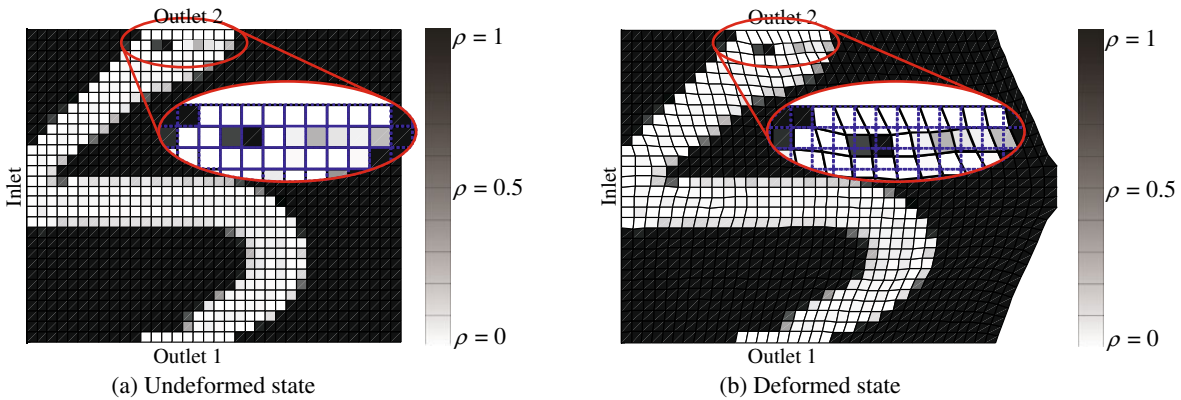 Outlet 2
Inlet
Outlet 1
ρ = 1
ρ = 0.5
ρ = 0
(a) Undeformed state
Outlet 2
Inlet
Outlet 1
ρ = 1
ρ = 0.5
ρ = 0
(b) Deformed state